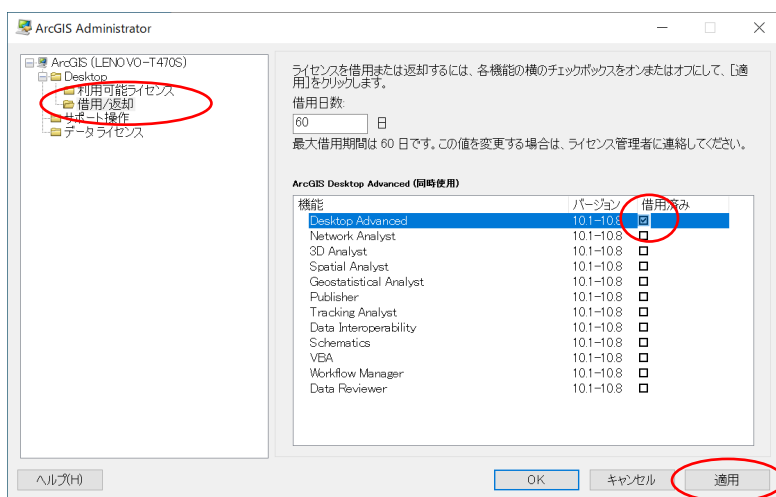 ArcGIS Administrator
ArcGIS (LENOVO-T470S)
Desktop
利用可能ライセンス
借用/返却
サポート操作
データ ライセンス
ライセンスを借用または返却するには、各機能の横のチェックボックスをオンまたはオフにして、[適
用]をクリックします。
借用日数:
60 日
最大借用期間は 60 日です。この値を変更する場合は、ライセンス管理者に連絡してください。
ArcGIS Desktop Advanced (同時使用)
機能 バージョン 借用済み
Desktop Advanced 10.1-10.8
Network Analyst 10.1-10.8
3D Analyst 10.1-10.8
Spatial Analyst 10.1-10.8
Geostatistical Analyst 10.1-10.8
Publisher 10.1-10.8
Tracking Analyst 10.1-10.8
Data Interoperability 10.1-10.8
Schematics 10.1-10.8
VBA 10.1-10.8
Workflow Manager 10.1-10.8
Data Reviewer 10.1-10.8
ヘルプ(H) OK キャンセル 適用